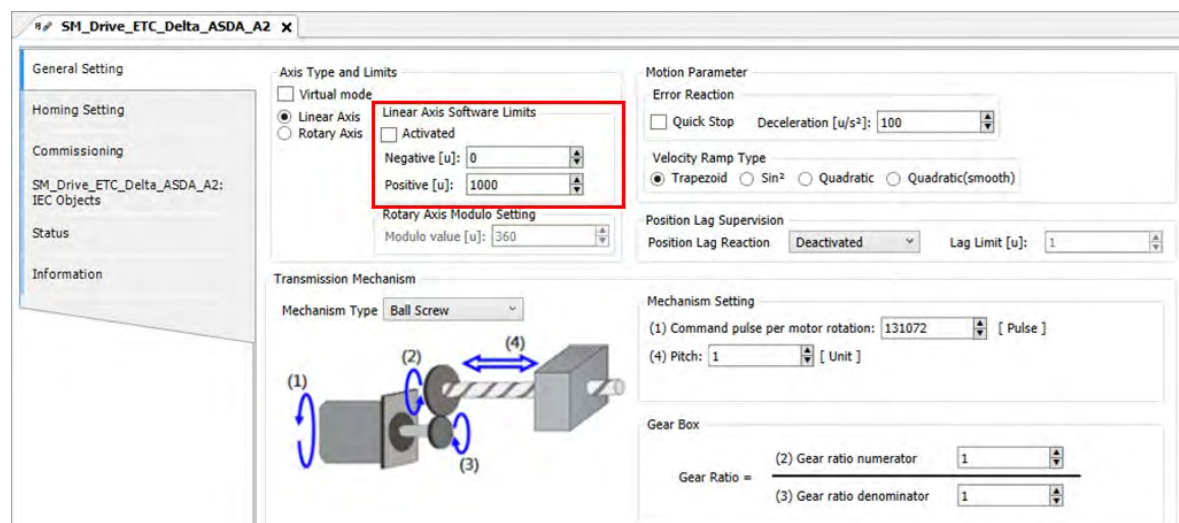 SM_Drive_ETC_Delta_ASDA_A2 X
General Setting
Homing Setting
Commissioning
SM_Drive_ETC_Delta_ASDA_A2:
IEC Objects
Status
Information
Axis Type and Limits
Virtual mode
Linear Axis
Rotary Axis
Linear Axis Software Limits
Activated
Negative [u]: 0
Positive [u]: 1000
Rotary Axis Modulo Setting
Modulo value [u]: 360
Motion Parameter
Error Reaction
Quick Stop Deceleration [u/s²]: 100
Velocity Ramp Type
Trapezoid Sin² Quadratic Quadratic(smooth)
Position Lag Supervision
Position Lag Reaction Deactivated Lag Limit [u]: 1
Transmission Mechanism
Mechanism Type Ball Screw
(1)
(2)
(4)
(3)
Mechanism Setting
(1) Command pulse per motor rotation: 131072 [ Pulse ]
(4) Pitch: 1 [ Unit ]
Gear Box
Gear Ratio =
(2) Gear ratio numerator 1
(3) Gear ratio denominator 1